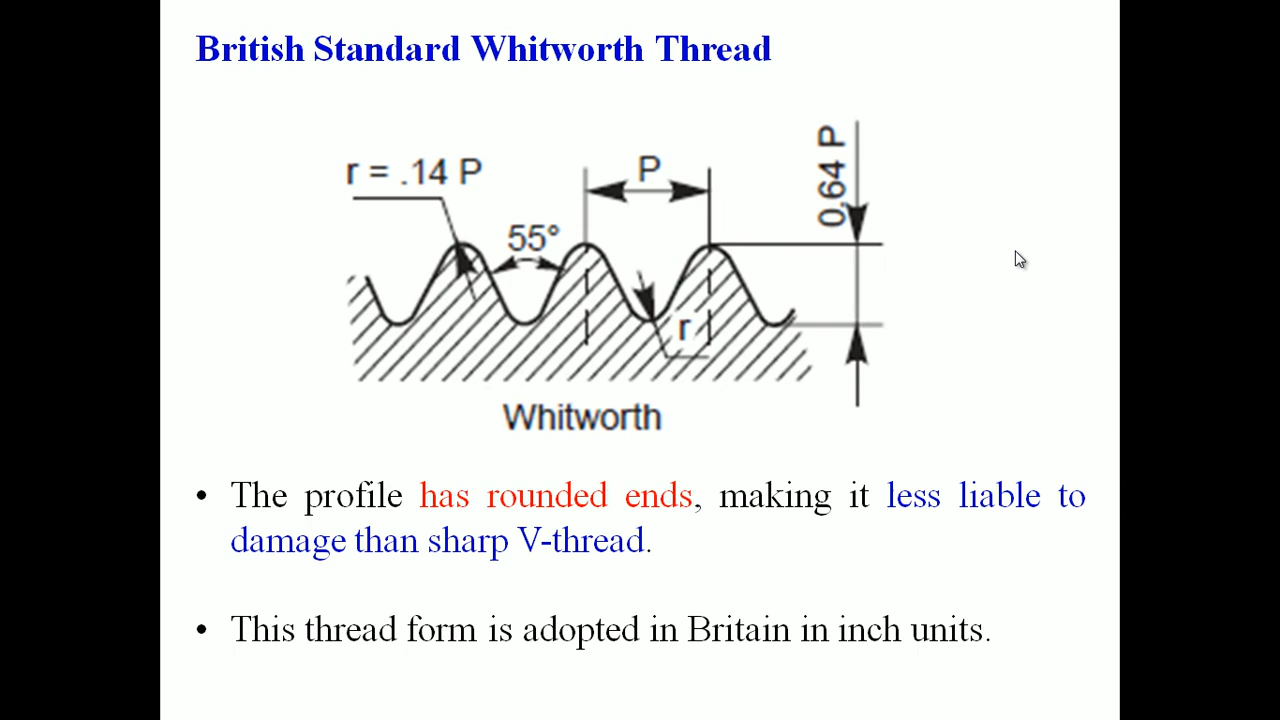 British Standard Whitworth Thread
r = .14 P
P
0,64 P
55°
r
Whitworth
• The profile has rounded ends, making it less liable to
damage than sharp V-thread.
• This thread form is adopted in Britain in inch units.